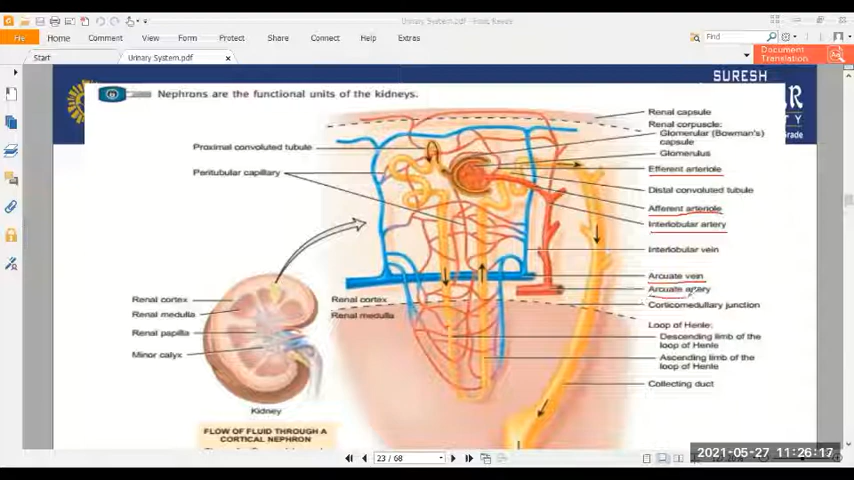 Urinary System.pdf - Foxit Reader
File Home Comment View Form Protect Share Connect Help Extras
Find
Start
Urinary System.pdf
Document Translation
SURESH
Grade
Nephrons are the functional units of the kidneys.
Renal capsule
Renal corpuscle:
Glomerular (Bowman's)
capsule
Glomerulus
Efferent arteriole
Distal convoluted tubule
Afferent arteriole
Interlobular artery
Interlobular vein
Arcuate vein
Arcuate artery
Corticomedullary junction
Loop of Henle:
Descending limb of the
loop of Henle
Ascending limb of the
loop of Henle
Collecting duct
Proximal convoluted tubule
Peritubular capillary
Renal cortex
Renal medulla
Renal cortex
Renal medulla
Renal papilla
Minor calyx
Kidney
FLOW OF FLUID THROUGH A
CORTICAL NEPHRON
23 / 68
2021-05-27 11:26:17